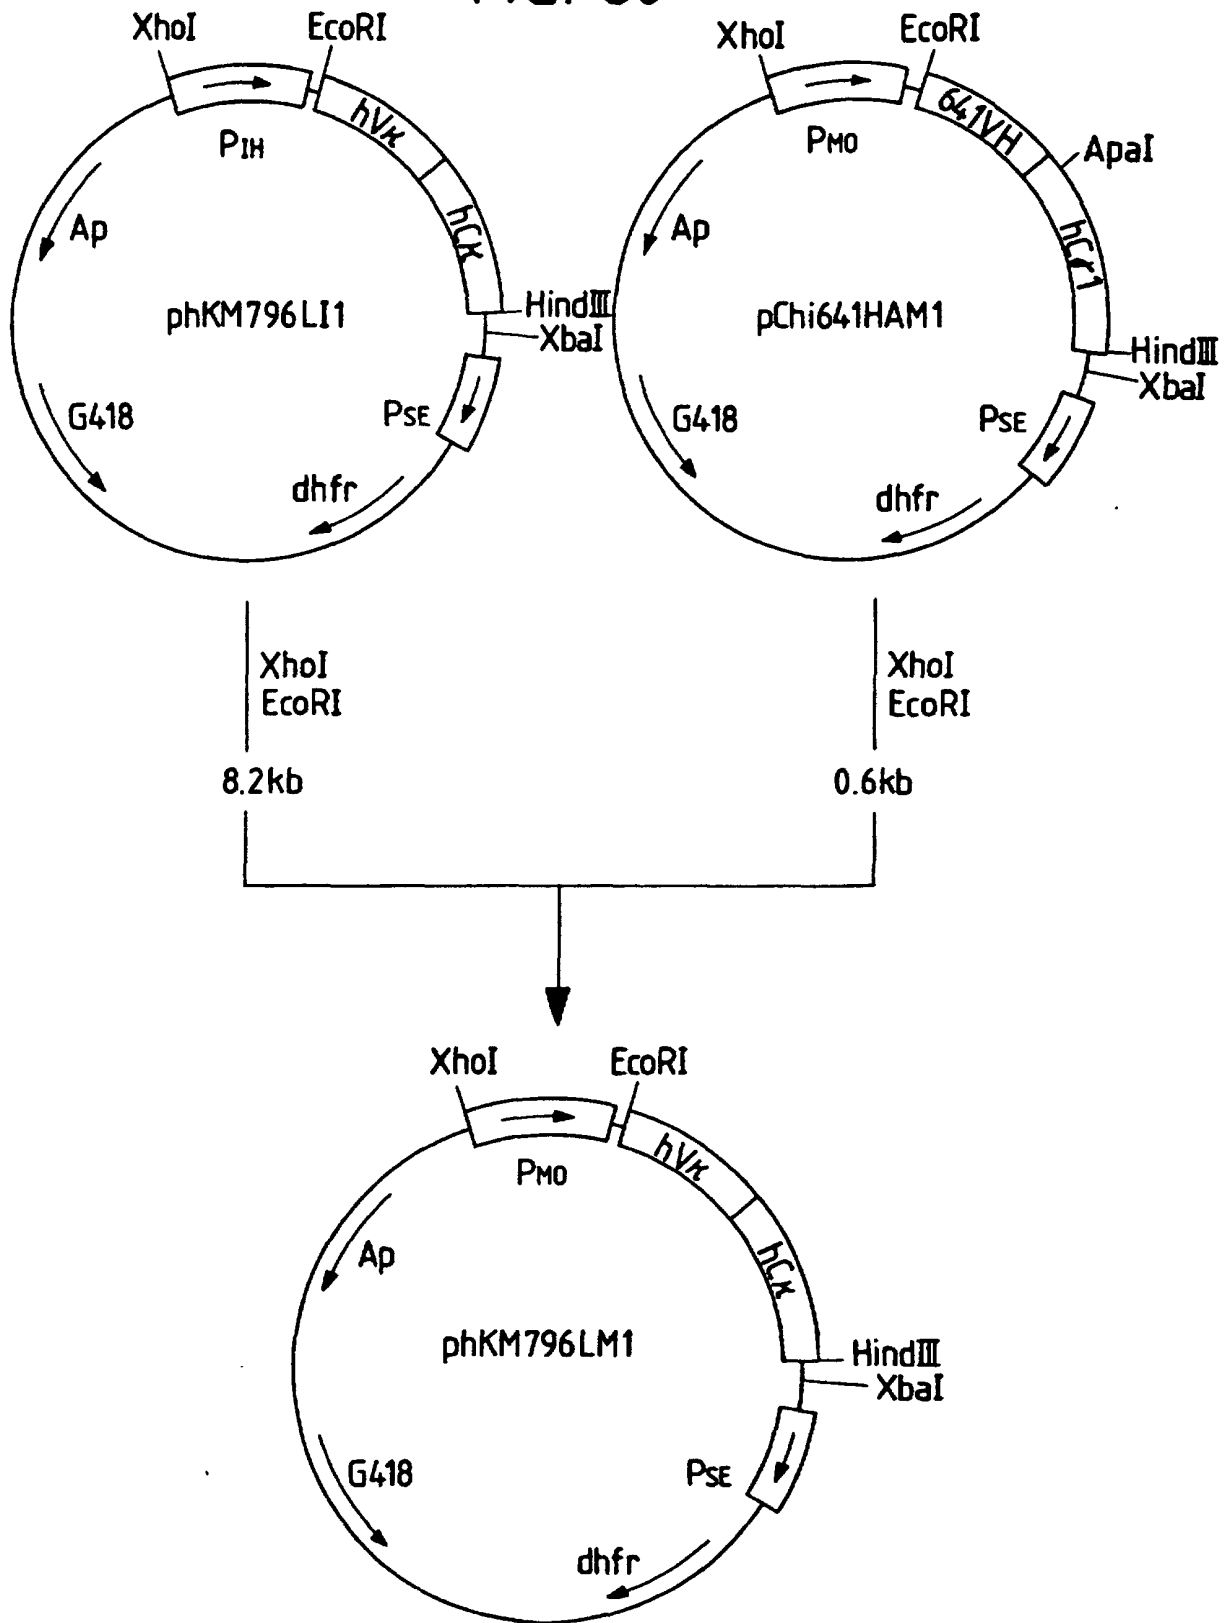 XhoI
EcoRI
PIH
hVκ
hCκ
Ap
phKM796LI1
HindIII
XbaI
G418
PSE
dhfr
XhoI
EcoRI
PMO
641VH
ApaI
hCγ1
Ap
pChi641HAM1
HindIII
XbaI
G418
PSE
dhfr
XhoI
EcoRI
8.2kb
XhoI
EcoRI
0.6kb
XhoI
EcoRI
PMO
hVκ
hCκ
Ap
phKM796LM1
HindIII
XbaI
G418
PSE
dhfr